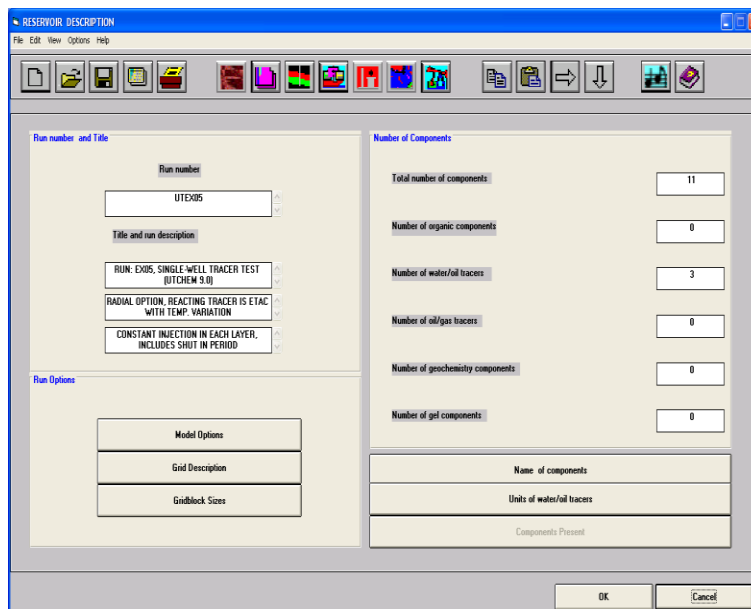 RESERVOIR DESCRIPTION
File Edit View Options Help
Run number and Title
Run number
UTEX05
Title and run description
RUN: EX05, SINGLE-WELL TRACER TEST
(UTCHEM 9.0)
RADIAL OPTION, REACTING TRACER IS ETAC
WITH TEMP. VARIATION
CONSTANT INJECTION IN EACH LAYER,
INCLUDES SHUT IN PERIOD
Run Options
Model Options
Grid Description
Gridblock Sizes
Number of Components
Total number of components 11
Number of organic components 0
Number of water/oil tracers 3
Number of oil/gas tracers 0
Number of geochemistry components 0
Number of gel components 0
Name of components
Units of water/oil tracers
Components Present
OK Cancel